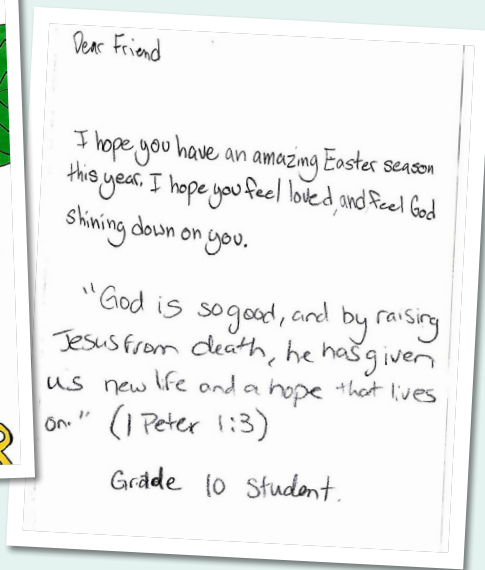 Dear Friend
I hope you have an amazing Easter season
this year. I hope you feel loved, and feel God
shining down on you.
"God is so good, and by raising
Jesus from death, he has given
us new life and a hope that lives
on." (1 Peter 1:3)
Grade 10 Student.
R